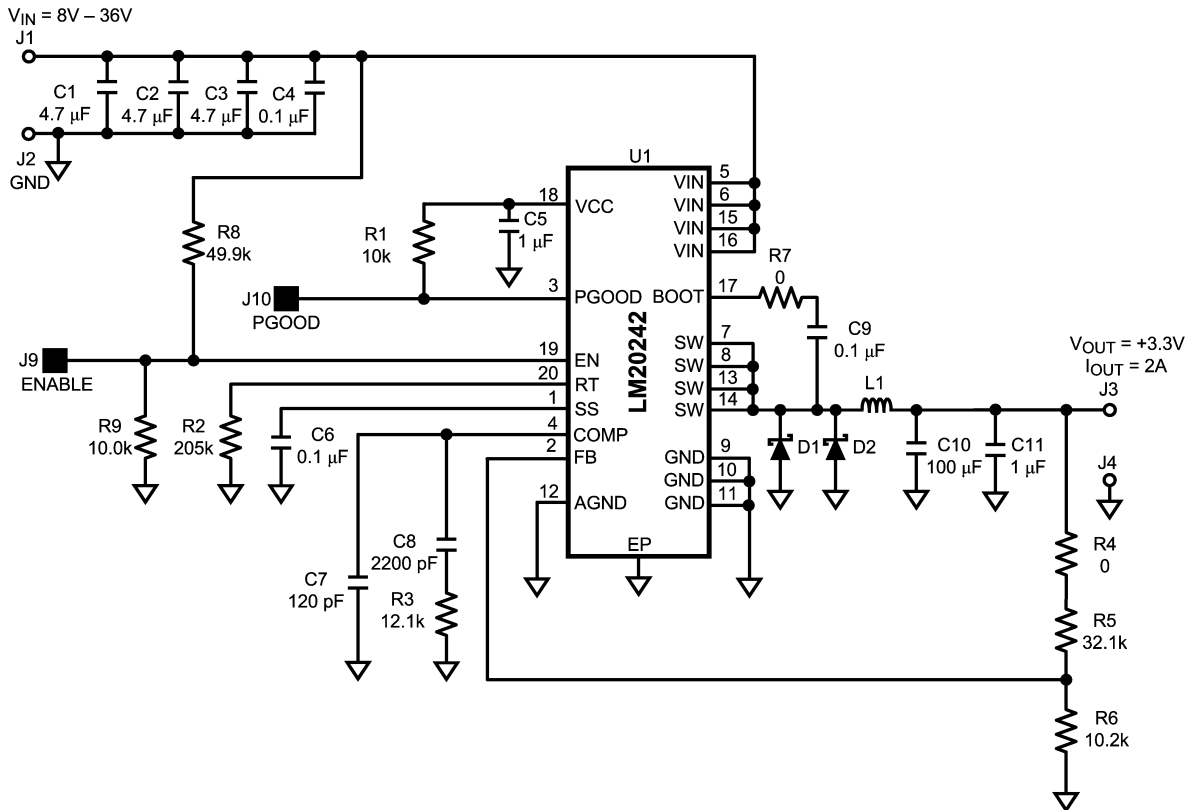 VIN = 8V – 36V
J1
C1
4.7 µF
C2
4.7 µF
C3
4.7 µF
C4
0.1 µF
J2
GND
U1
R8
49.9k
R1
10k
C5
1 µF
18
VCC
J10
PGOOD
3
PGOOD
J9
ENABLE
19
EN
20
RT
1
SS
4
COMP
2
FB
12
AGND
EP
LM20242
VIN
5
VIN
6
VIN
15
VIN
16
BOOT
17
SW
7
SW
8
SW
13
SW
14
GND
9
GND
10
GND
11
R7
0
C9
0.1 µF
L1
VOUT = +3.3V
IOUT = 2A
J3
D1
D2
C10
100 µF
C11
1 µF
J4
R9
10.0k
R2
205k
C6
0.1 µF
C7
120 pF
C8
2200 pF
R3
12.1k
R4
0
R5
32.1k
R6
10.2k